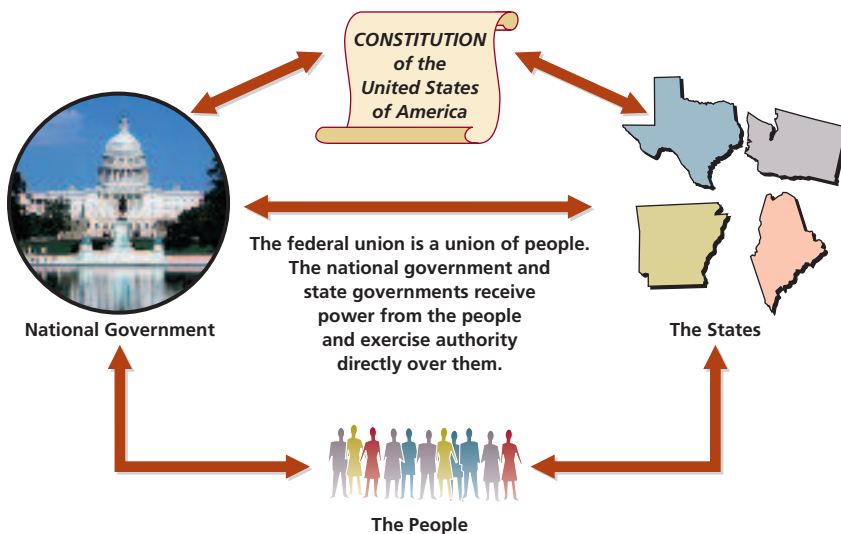 CONSTITUTION
of the
United States
of America
The federal union is a union of people.
The national government and
state governments receive
power from the people
and exercise authority
directly over them.
National Government
The States
The People